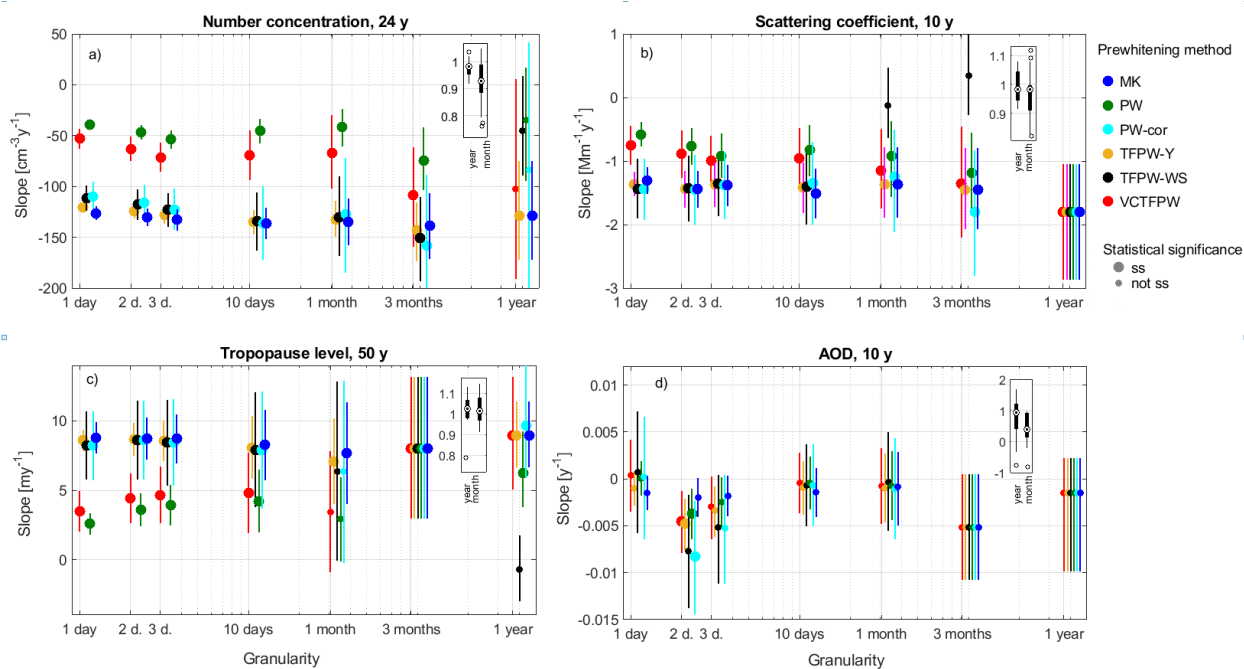 Number concentration, 24 y
a)
Slope [cm-3y-1]
50
0
-50
-100
-150
-200
1 day
2 d.
3 d.
10 days
1 month
3 months
1 year
1
0.9
0.8
year
month
Scattering coefficient, 10 y
b)
Slope [Mm-1y-1]
1
0
-1
-2
-3
1 day
2 d.
3 d.
10 days
1 month
3 months
1 year
1.1
1
0.9
year
month
Prewhitening method
MK
PW
PW-cor
TFPW-Y
TFPW-WS
VCTFPW
Statistical significance
ss
not ss
Tropopause level, 50 y
c)
Slope [my-1]
10
5
0
1 day
2 d.
3 d.
10 days
1 month
3 months
1 year
Granularity
1.1
1
0.9
0.8
year
month
AOD, 10 y
d)
Slope [y-1]
0.01
0.005
0
-0.005
-0.01
-0.015
1 day
2 d.
3 d.
10 days
1 month
3 months
1 year
Granularity
2
1
0
-1
year
month